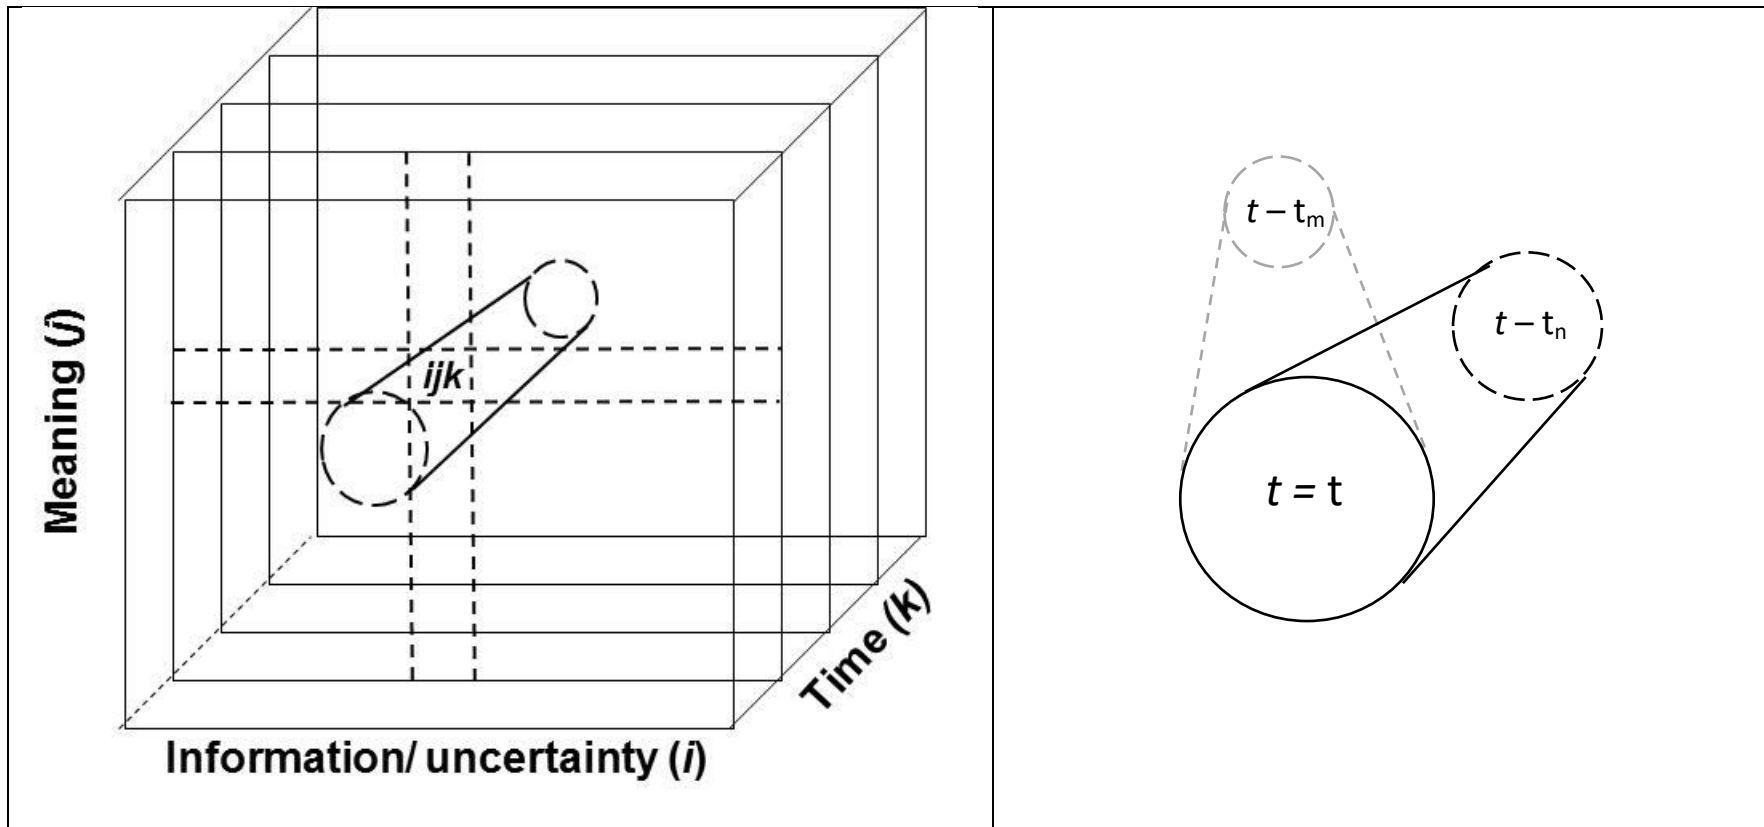 Meaning (j)
ijk
Time (k)
Information/ uncertainty (i)
t – tm
t – tn
t = t